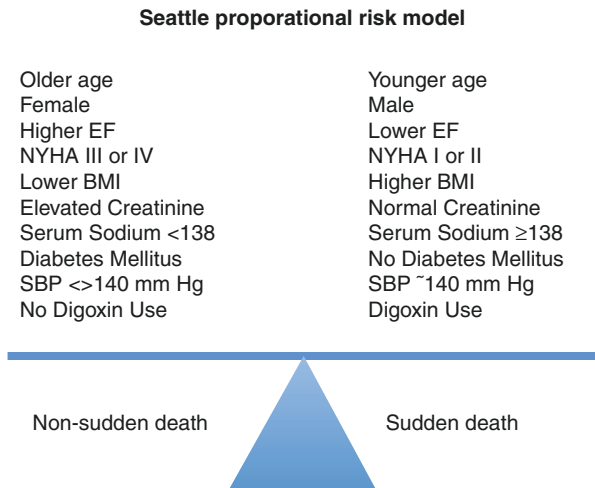 Seattle proporational risk model
Older age
Female
Higher EF
NYHA III or IV
Lower BMI
Elevated Creatinine
Serum Sodium <138
Diabetes Mellitus
SBP <>140 mm Hg
No Digoxin Use
Younger age
Male
Lower EF
NYHA I or II
Higher BMI
Normal Creatinine
Serum Sodium ≥138
No Diabetes Mellitus
SBP ˜140 mm Hg
Digoxin Use
Non-sudden death
Sudden death